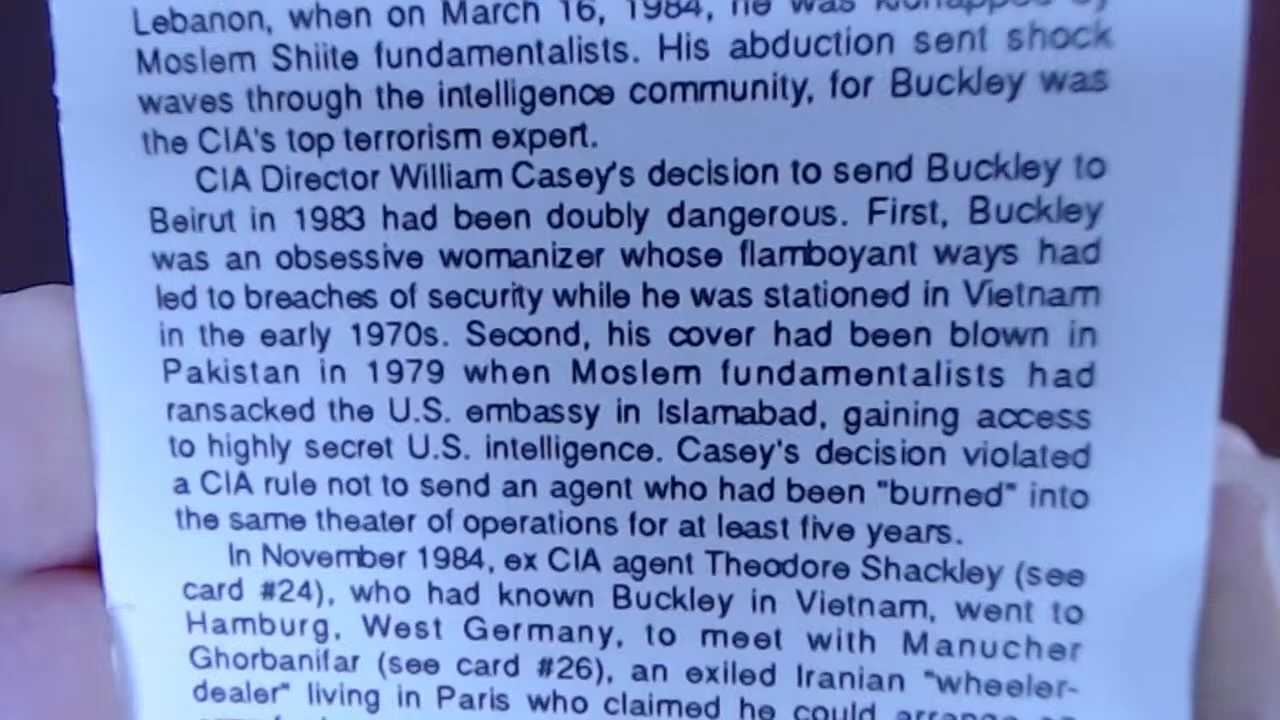 Lebanon, when on March 16, 1984, he was kidnapped by
Moslem Shiite fundamentalists. His abduction sent shock
waves through the intelligence community, for Buckley was
the CIA's top terrorism expert.
CIA Director William Casey's decision to send Buckley to
Beirut in 1983 had been doubly dangerous. First, Buckley
was an obsessive womanizer whose flamboyant ways had
led to breaches of security while he was stationed in Vietnam
in the early 1970s. Second, his cover had been blown in
Pakistan in 1979 when Moslem fundamentalists had
ransacked the U.S. embassy in Islamabad, gaining access
to highly secret U.S. intelligence. Casey's decision violated
a CIA rule not to send an agent who had been "burned" into
the same theater of operations for at least five years.
In November 1984, ex CIA agent Theodore Shackley (see
card #24), who had known Buckley in Vietnam, went to
Hamburg, West Germany, to meet with Manucher
Ghorbanifar (see card #26), an exiled Iranian "wheeler-
dealer" living in Paris who claimed he could arrange